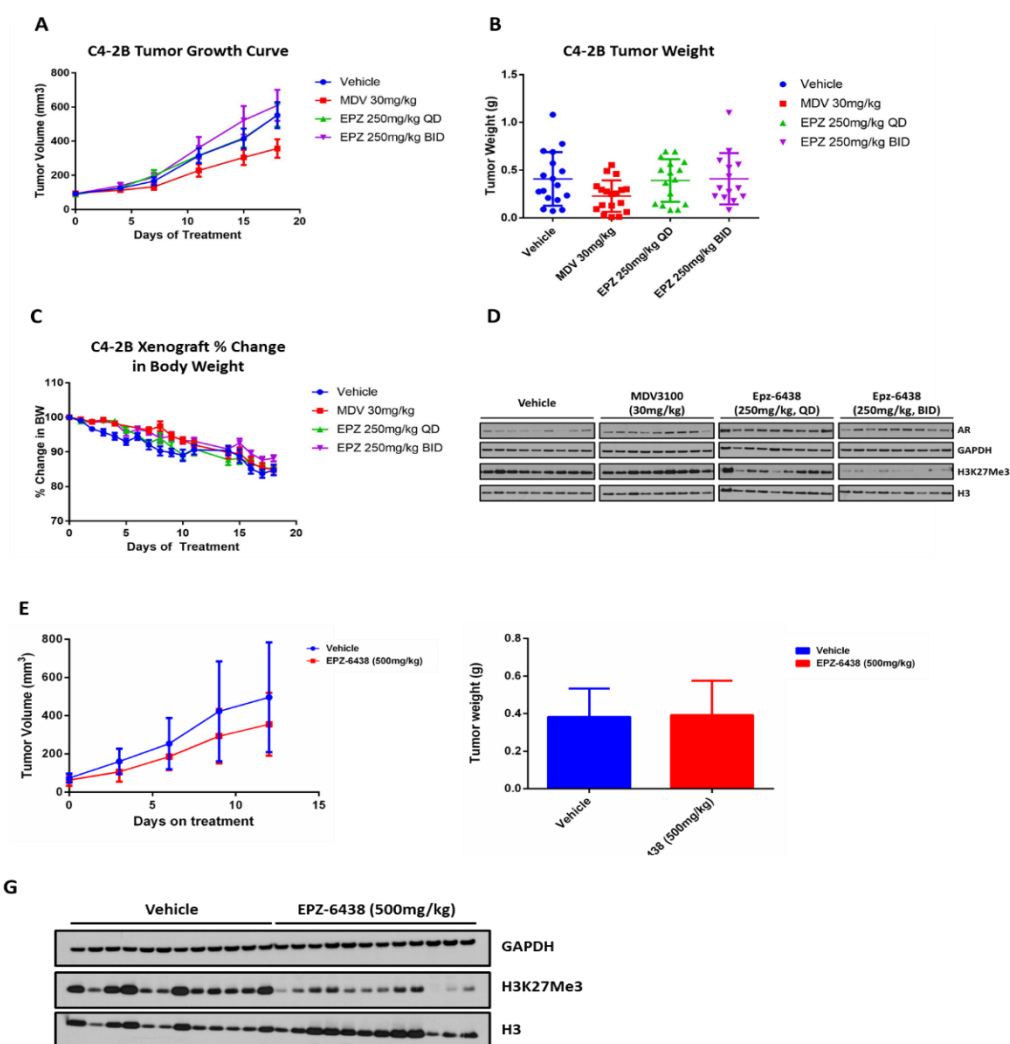 A
C4-2B Tumor Growth Curve
Tumor Volume (mm3)
800
600
400
200
0
0
5
10
15
20
Days of Treatment
Vehicle
MDV 30mg/kg
EPZ 250mg/kg QD
EPZ 250mg/kg BID
B
C4-2B Tumor Weight
Tumor Weight (g)
1.5
1.0
0.5
0.0
Vehicle
MDV 30mg/kg
EPZ 250mg/kg QD
EPZ 250mg/kg BID
Vehicle
MDV 30mg/kg
EPZ 250mg/kg QD
EPZ 250mg/kg BID
C
C4-2B Xenograft % Change
in Body Weight
% Change in BW
110
100
90
80
70
0
5
10
15
20
Days of Treatment
Vehicle
MDV 30mg/kg
EPZ 250mg/kg QD
EPZ 250mg/kg BID
D
Vehicle
MDV3100
(30mg/kg)
Epz-6438
(250mg/kg, QD)
Epz-6438
(250mg/kg, BID)
AR
GAPDH
H3K27Me3
H3
E
Tumor Volume (mm³)
800
600
400
200
0
0
5
10
15
Days on treatment
Vehicle
EPZ-6438 (500mg/kg)
Tumor weight (g)
0.8
0.6
0.4
0.2
0.0
Vehicle
438 (500mg/kg)
Vehicle
EPZ-6438 (500mg/kg)
G
Vehicle
EPZ-6438 (500mg/kg)
GAPDH
H3K27Me3
H3